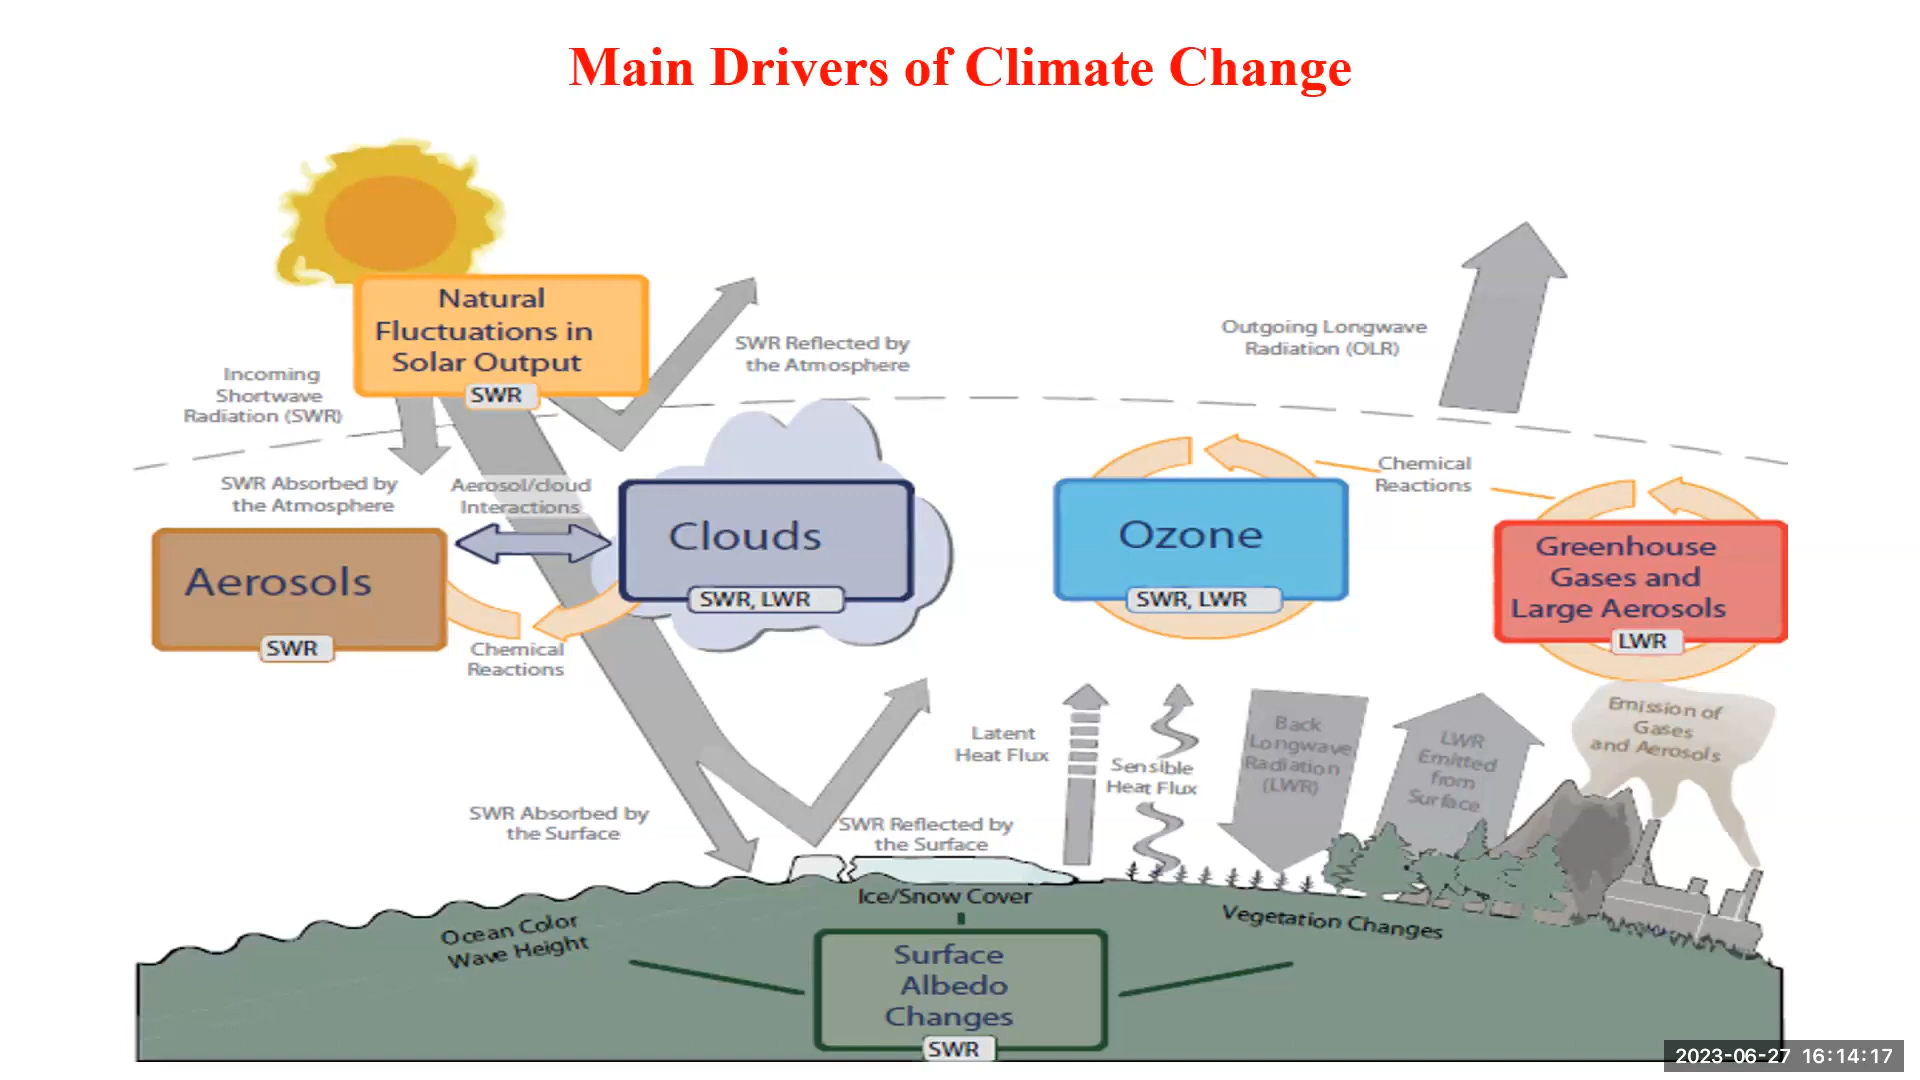 Main Drivers of Climate Change
Natural
Fluctuations in
Solar Output
SWR
Incoming
Shortwave
Radiation (SWR)
SWR Reflected by
the Atmosphere
Outgoing Longwave
Radiation (OLR)
SWR Absorbed by
the Atmosphere
Aerosol/cloud
Interactions
Aerosols
SWR
Chemical
Reactions
Clouds
SWR, LWR
Ozone
SWR, LWR
Chemical
Reactions
Greenhouse
Gases and
Large Aerosols
LWR
Emission of
Gases
and Aerosols
SWR Absorbed by
the Surface
SWR Reflected by
the Surface
Latent
Heat Flux
Sensible
Heat Flux
Back
Longwave
Radiation
(LWR)
LWR
Emitted
from
Surface
Ocean Color
Wave Height
Ice/Snow Cover
Vegetation Changes
Surface
Albedo
Changes
SWR
2023-06-27 16:14:17